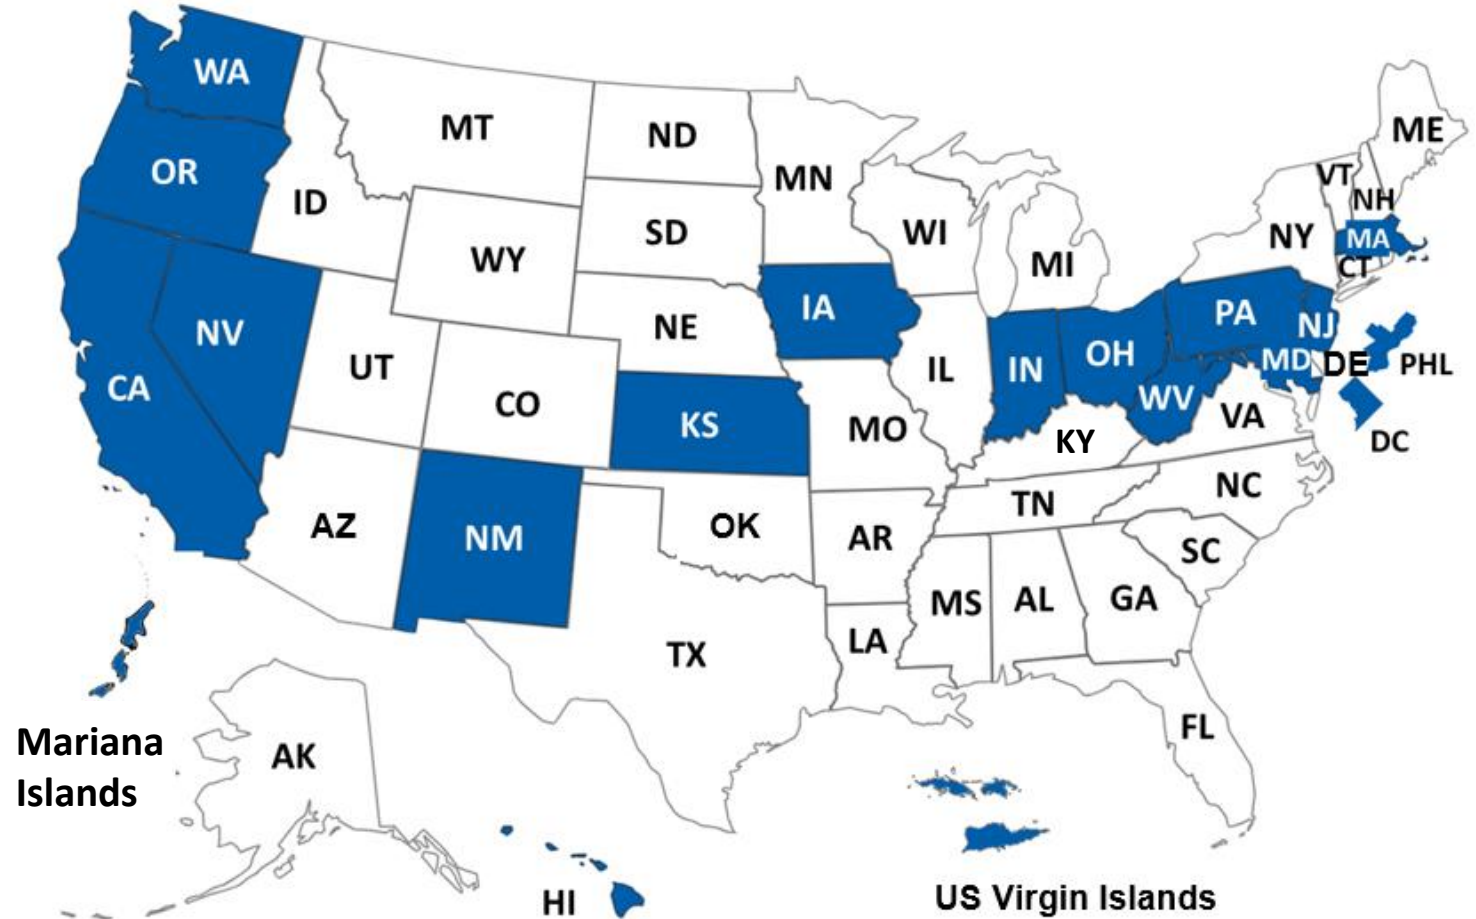 WA
MT
ND
MN
ME
OR
ID
VT
NH
SD
WI
NY
MA
WY
MI
CT
IA
PA
NV
NE
NJ
UT
IL
IN
OH
MD
DE
PHL
CA
CO
KS
MO
WV
VA
KY
DC
AZ
NM
OK
AR
TN
NC
SC
MS
AL
GA
TX
LA
FL
Mariana
Islands
AK
HI
US Virgin Islands